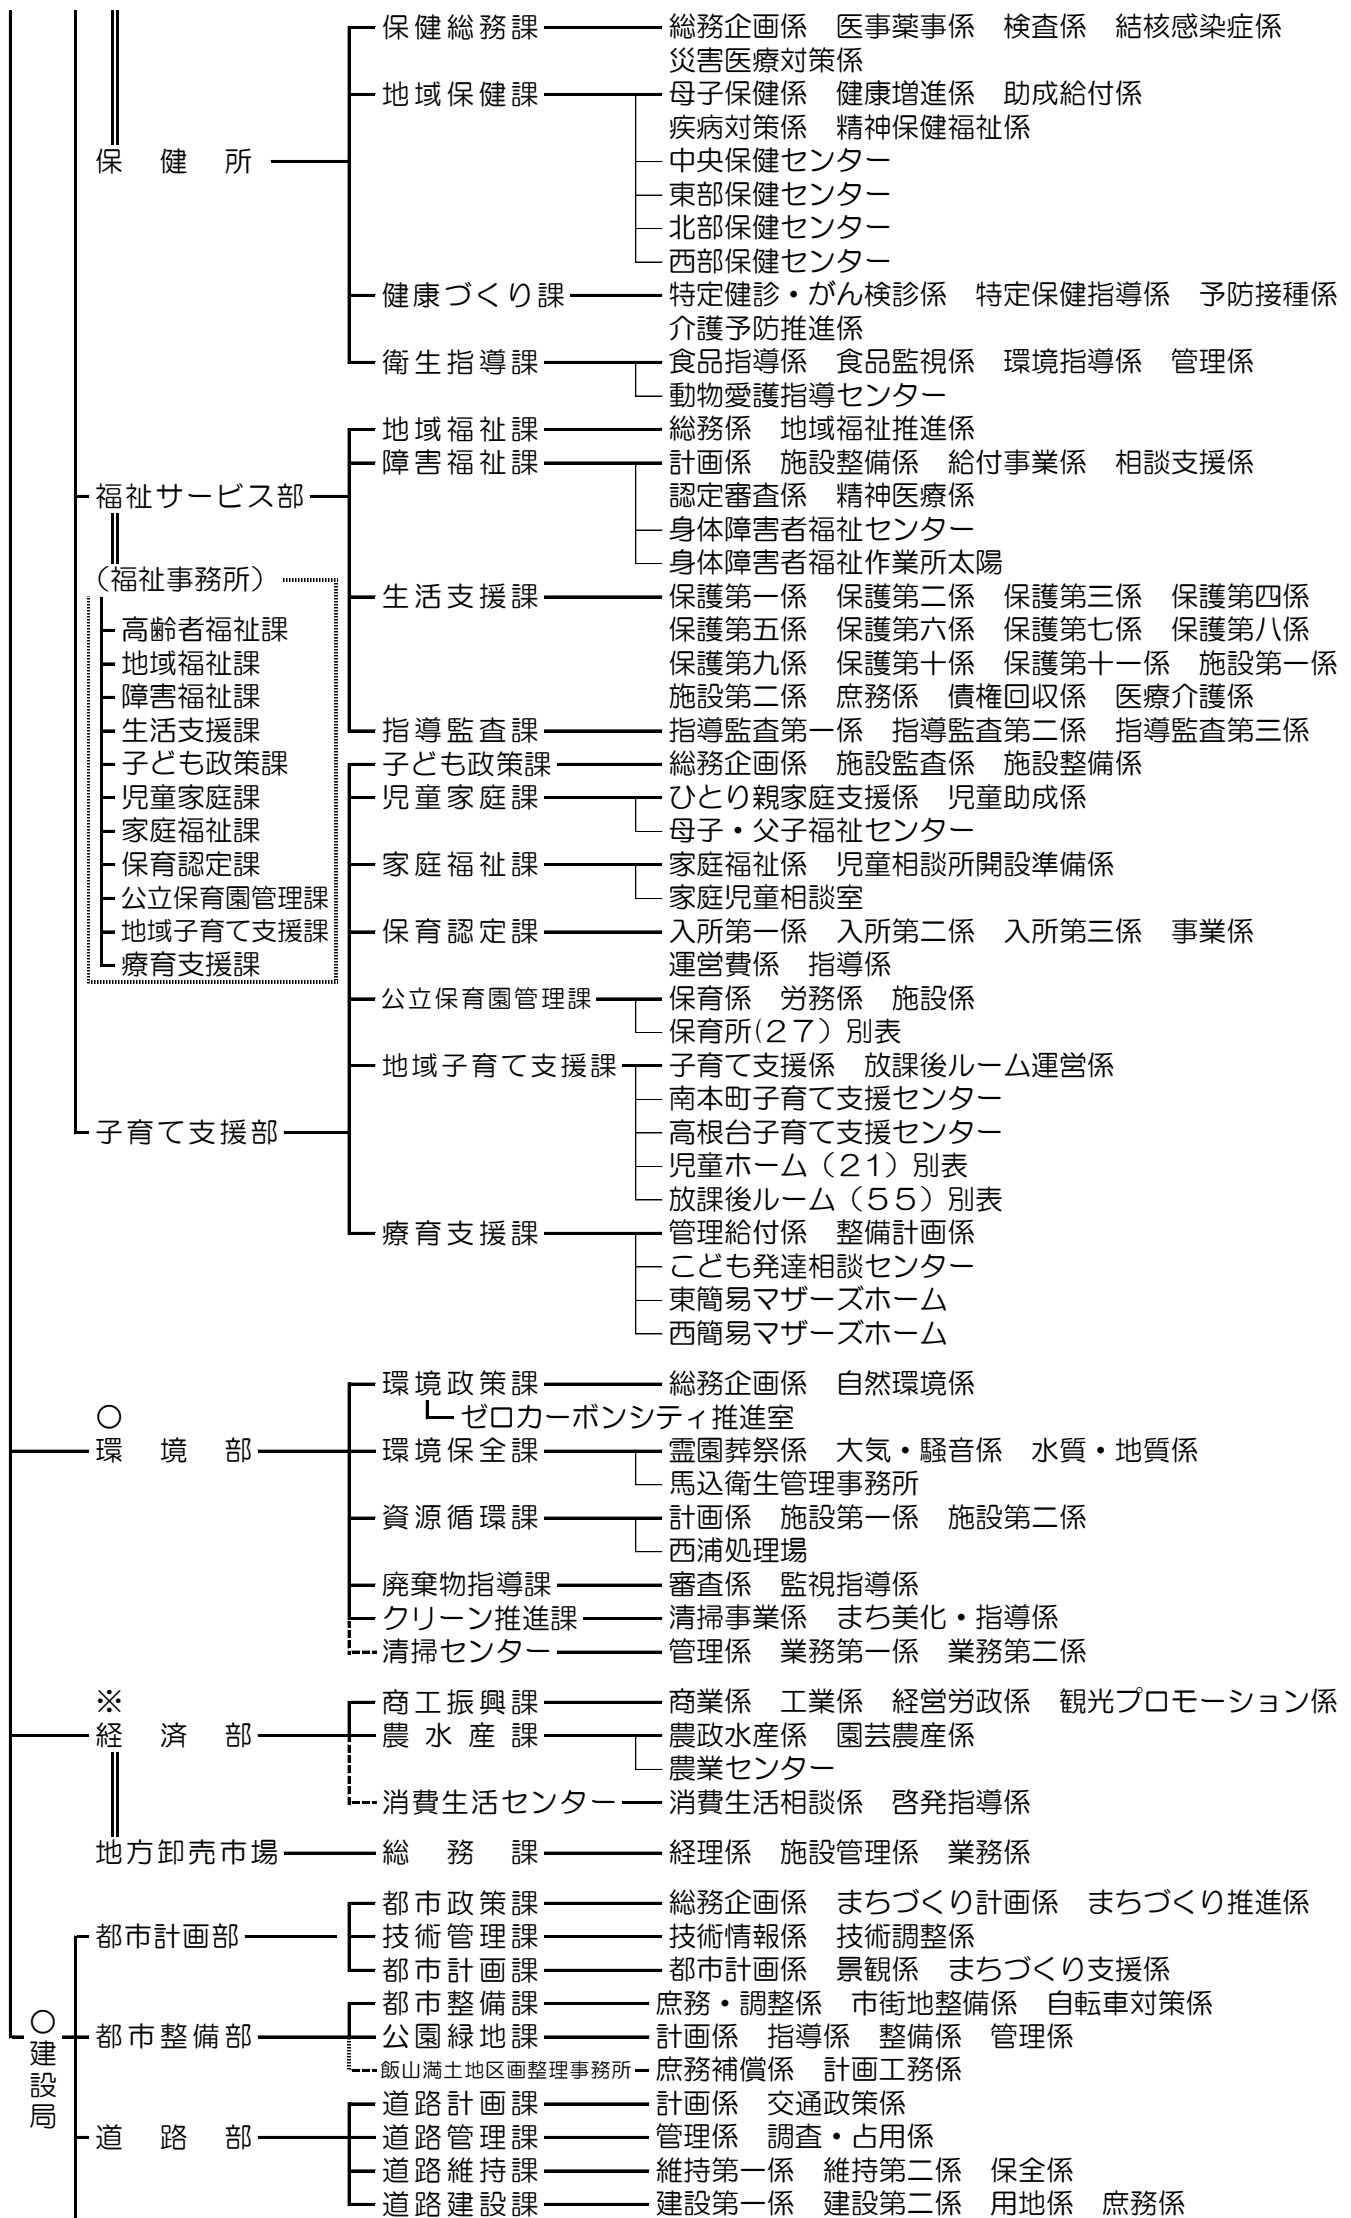 保健総務課 総務企画係 医事薬事係 検査係 結核感染症係
災害医療対策係
地域保健課 母子保健係 健康増進係 助成給付係
疾病対策係 精神保健福祉係
保健所 中央保健センター
東部保健センター
北部保健センター
西部保健センター
健康づくり課 特定健診・がん検診係 特定保健指導係 予防接種係
介護予防推進係
衛生指導課 食品指導係 食品監視係 環境指導係 管理係
動物愛護指導センター
地域福祉課 総務係 地域福祉推進係
障害福祉課 計画係 施設整備係 給付事業係 相談支援係
福祉サービス部 認定審査係 精神医療係
身体障害者福祉センター
身体障害者福祉作業所太陽
（福祉事務所）
生活支援課 保護第一係 保護第二係 保護第三係 保護第四係
高齢者福祉課 保護第五係 保護第六係 保護第七係 保護第八係
地域福祉課 保護第九係 保護第十係 保護第十一係 施設第一係
障害福祉課 施設第二係 庶務係 債権回収係 医療介護係
生活支援課 指導監査課 指導監査第一係 指導監査第二係 指導監査第三係
子ども政策課 子ども政策課 総務企画係 施設監査係 施設整備係
児童家庭課 児童家庭課 ひとり親家庭支援係 児童助成係
家庭福祉課 母子・父子福祉センター
保育認定課 家庭福祉課 家庭福祉係 児童相談所開設準備係
公立保育園管理課 家庭児童相談室
地域子育て支援課 保育認定課 入所第一係 入所第二係 入所第三係 事業係
療育支援課 運営費係 指導係
公立保育園管理課 保育係 労務係 施設係
保育所(２７）別表
地域子育て支援課 子育て支援係 放課後ルーム運営係
南本町子育て支援センター
子育て支援部 高根台子育て支援センター
児童ホーム（２１）別表
放課後ルーム（５５）別表
療育支援課 管理給付係 整備計画係
こども発達相談センター
東簡易マザーズホーム
西簡易マザーズホーム
環境政策課 総務企画係 自然環境係
○ ゼロカーボンシティ推進室
環境部 環境保全課 霊園葬祭係 大気・騒音係 水質・地質係
馬込衛生管理事務所
資源循環課 計画係 施設第一係 施設第二係
西浦処理場
廃棄物指導課 審査係 監視指導係
クリーン推進課 清掃事業係 まち美化・指導係
清掃センター 管理係 業務第一係 業務第二係
※ 商工振興課 商業係 工業係 経営労政係 観光プロモーション係
経済部 農水産課 農政水産係 園芸農産係
農業センター
消費生活センター 消費生活相談係 啓発指導係
地方卸売市場 総務課 経理係 施設管理係 業務係
都市政策課 総務企画係 まちづくり計画係 まちづくり推進係
都市計画部 技術管理課 技術情報係 技術調整係
都市計画課 都市計画係 景観係 まちづくり支援係
都市整備課 庶務・調整係 市街地整備係 自転車対策係
○建設局 都市整備部 公園緑地課 計画係 指導係 整備係 管理係
飯山満土地区画整理事務所 庶務補償係 計画工務係
道路計画課 計画係 交通政策係
道路部 道路管理課 管理係 調査・占用係
道路維持課 維持第一係 維持第二係 保全係
道路建設課 建設第一係 建設第二係 用地係 庶務係